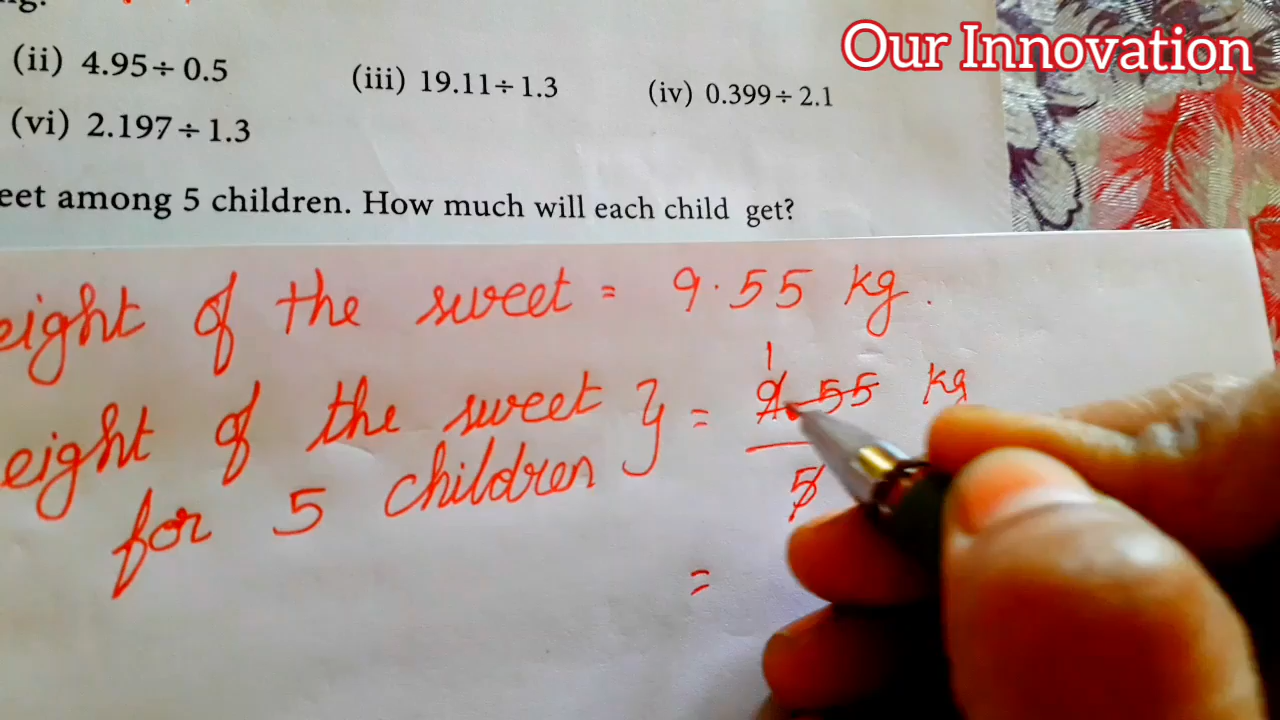 Our Innovation
(ii) 4.95÷ 0.5 (iii) 19.11÷ 1.3 (iv) 0.399÷ 2.1
(vi) 2.197÷ 1.3
eet among 5 children. How much will each child get?
eight of the sweet = 9.55 kg.
1
eight of the sweet } = 9.55 kg
for 5 children 5
=